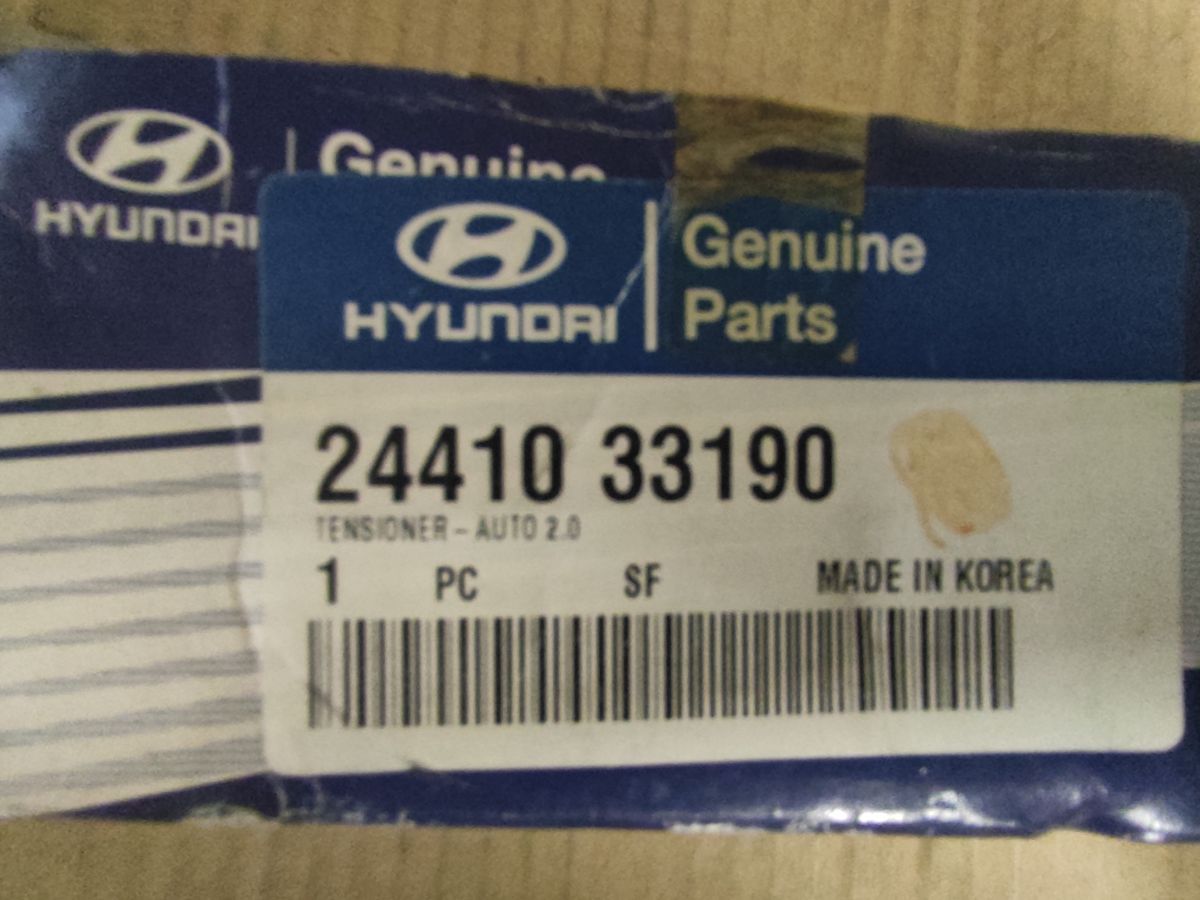 HYUNDAI
Genuine
HYUNDAI
Genuine
Parts
24410 33190
TENSIONER - AUTO 2.0
1 PC SF MADE IN KOREA